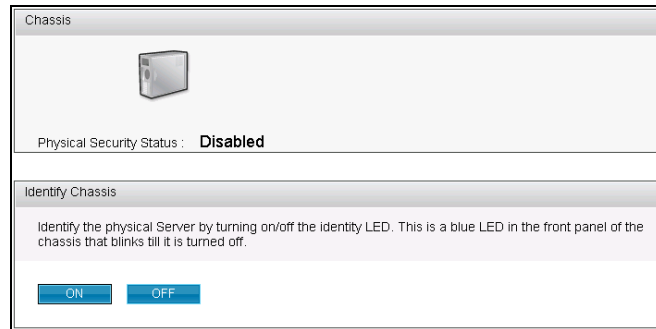 Chassis
Physical Security Status : Disabled
Identify Chassis
Identify the physical Server by turning on/off the identity LED. This is a blue LED in the front panel of the
chassis that blinks till it is turned off.
ON OFF